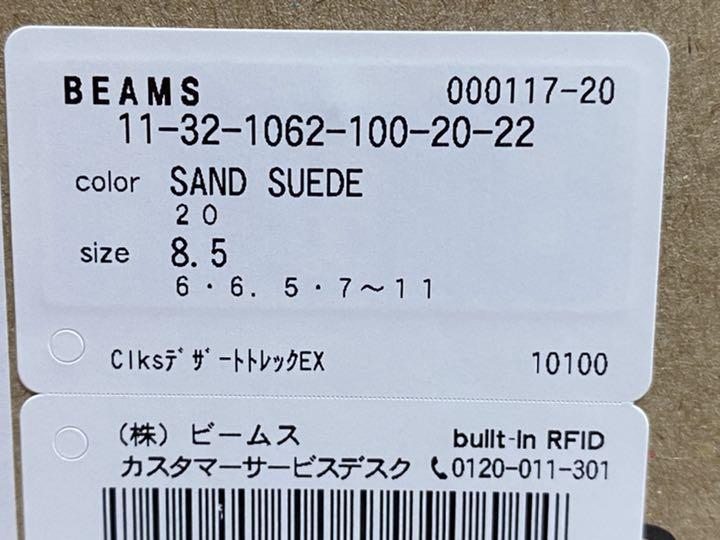 BEAMS 000117-20
11-32-1062-100-20-22
color SAND SUEDE
20
size 8.5
6・6.5・7~11
ClksﾃﾞｻﾞｰﾄﾄﾚｯｸEX 10100
(株)ビームス built-in RFID
カスタマーサービスデスク 0120-011-301